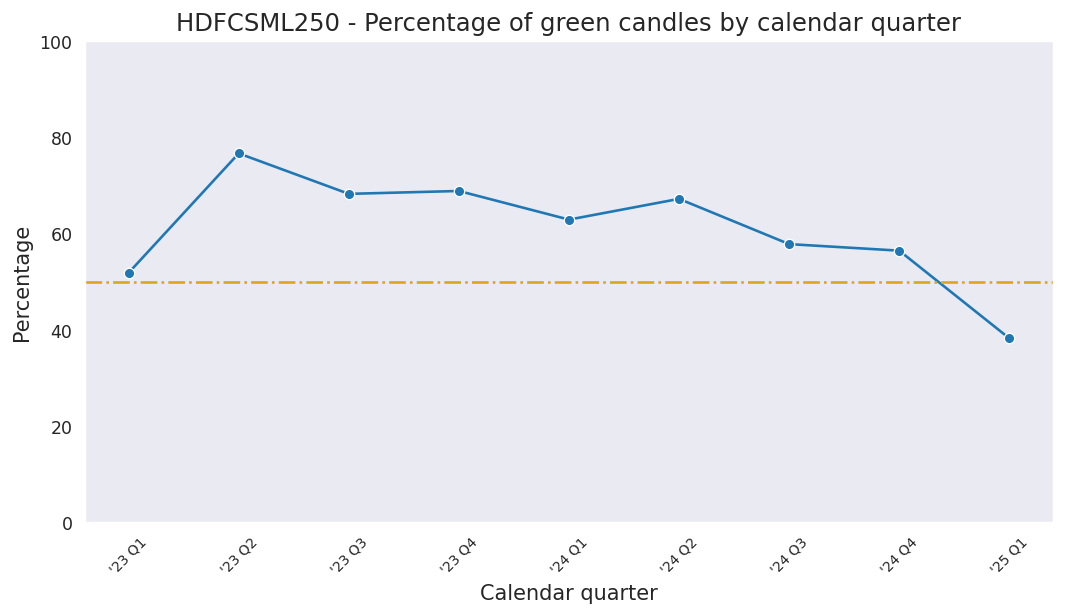 HDFCSML250 - Percentage of green candles by calendar quarter
Percentage
100
80
60
40
20
0
'23 Q1
'23 Q2
'23 Q3
'23 Q4
'24 Q1
'24 Q2
'24 Q3
'24 Q4
'25 Q1
Calendar quarter